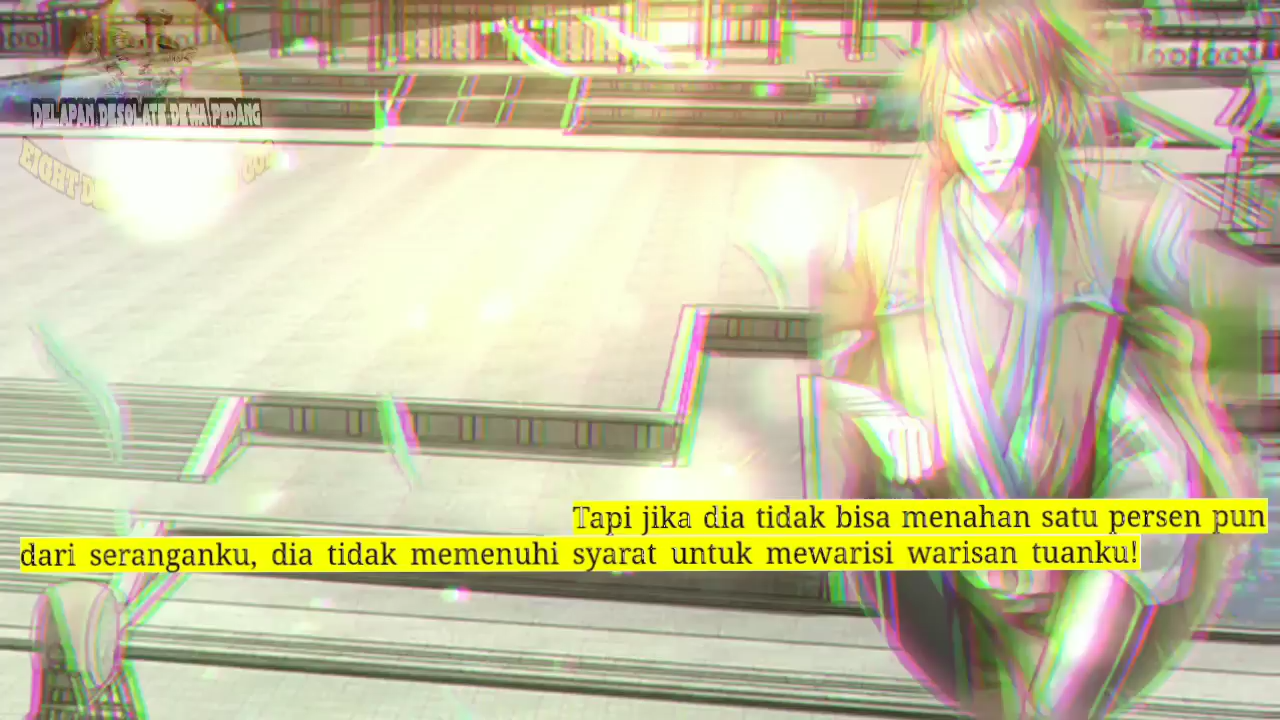 DELAPAN DESOLATE DEWA PEDANG
EIGHT
Tapi jika dia tidak bisa menahan satu persen pun
dari seranganku, dia tidak memenuhi syarat untuk mewarisi warisan tuanku!